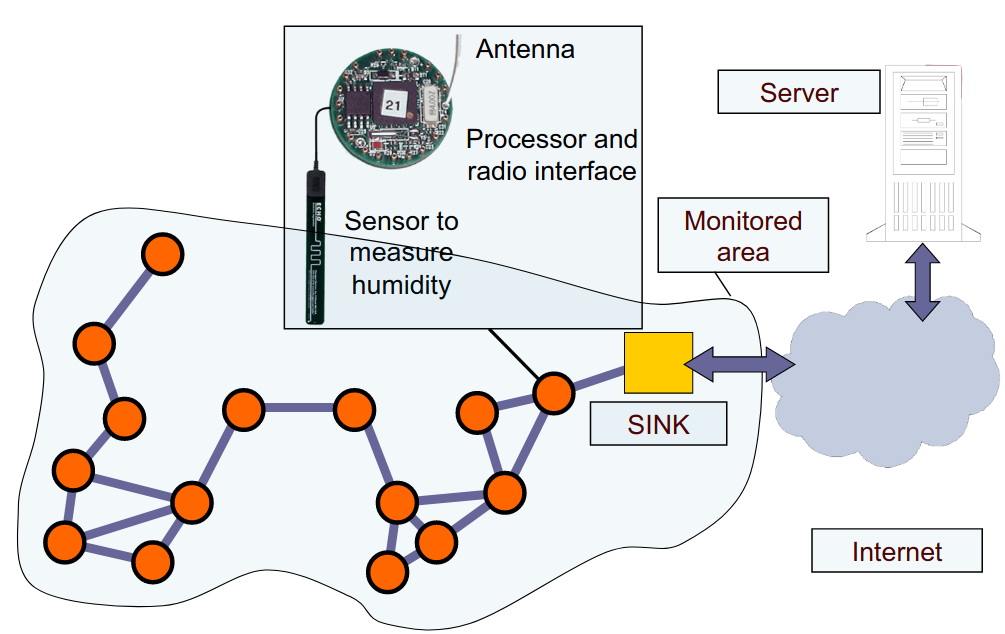 Antenna
21
Processor and
radio interface
ECHO
Sensor to
measure
humidity
Server
Monitored
area
SINK
Internet